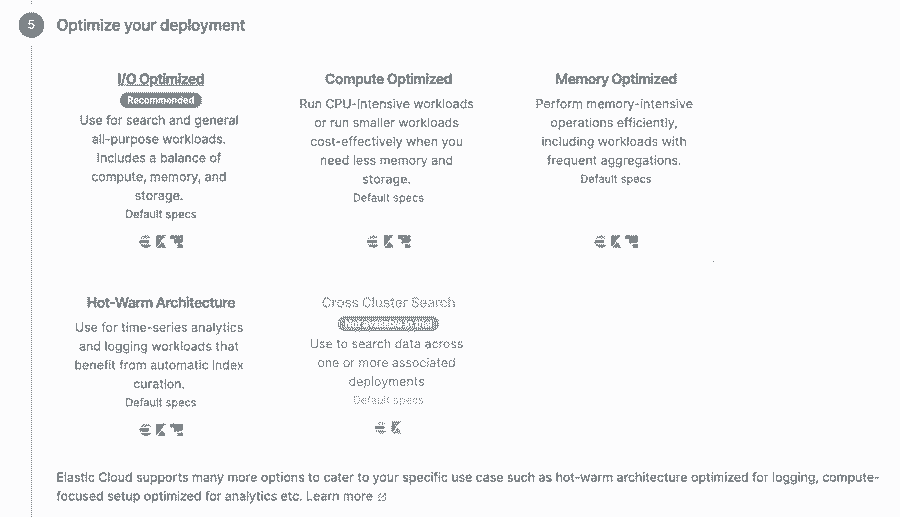 5 Optimize your deployment
I/O Optimized
Recommended
Use for search and general
all-purpose workloads.
Includes a balance of
compute, memory, and
storage.
Default specs
Compute Optimized
Run CPU-intensive workloads
or run smaller workloads
cost-effectively when you
need less memory and
storage.
Default specs
Memory Optimized
Perform memory-intensive
operations efficiently,
including workloads with
frequent aggregations.
Default specs
Hot-Warm Architecture
Use for time-series analytics
and logging workloads that
benefit from automatic index
curation.
Default specs
Cross Cluster Search
Not available in trial
Use to search data across
one or more associated
deployments
Default specs
Elastic Cloud supports many more options to cater to your specific use case such as hot-warm architecture optimized for logging, compute-
focused setup optimized for analytics etc. Learn more